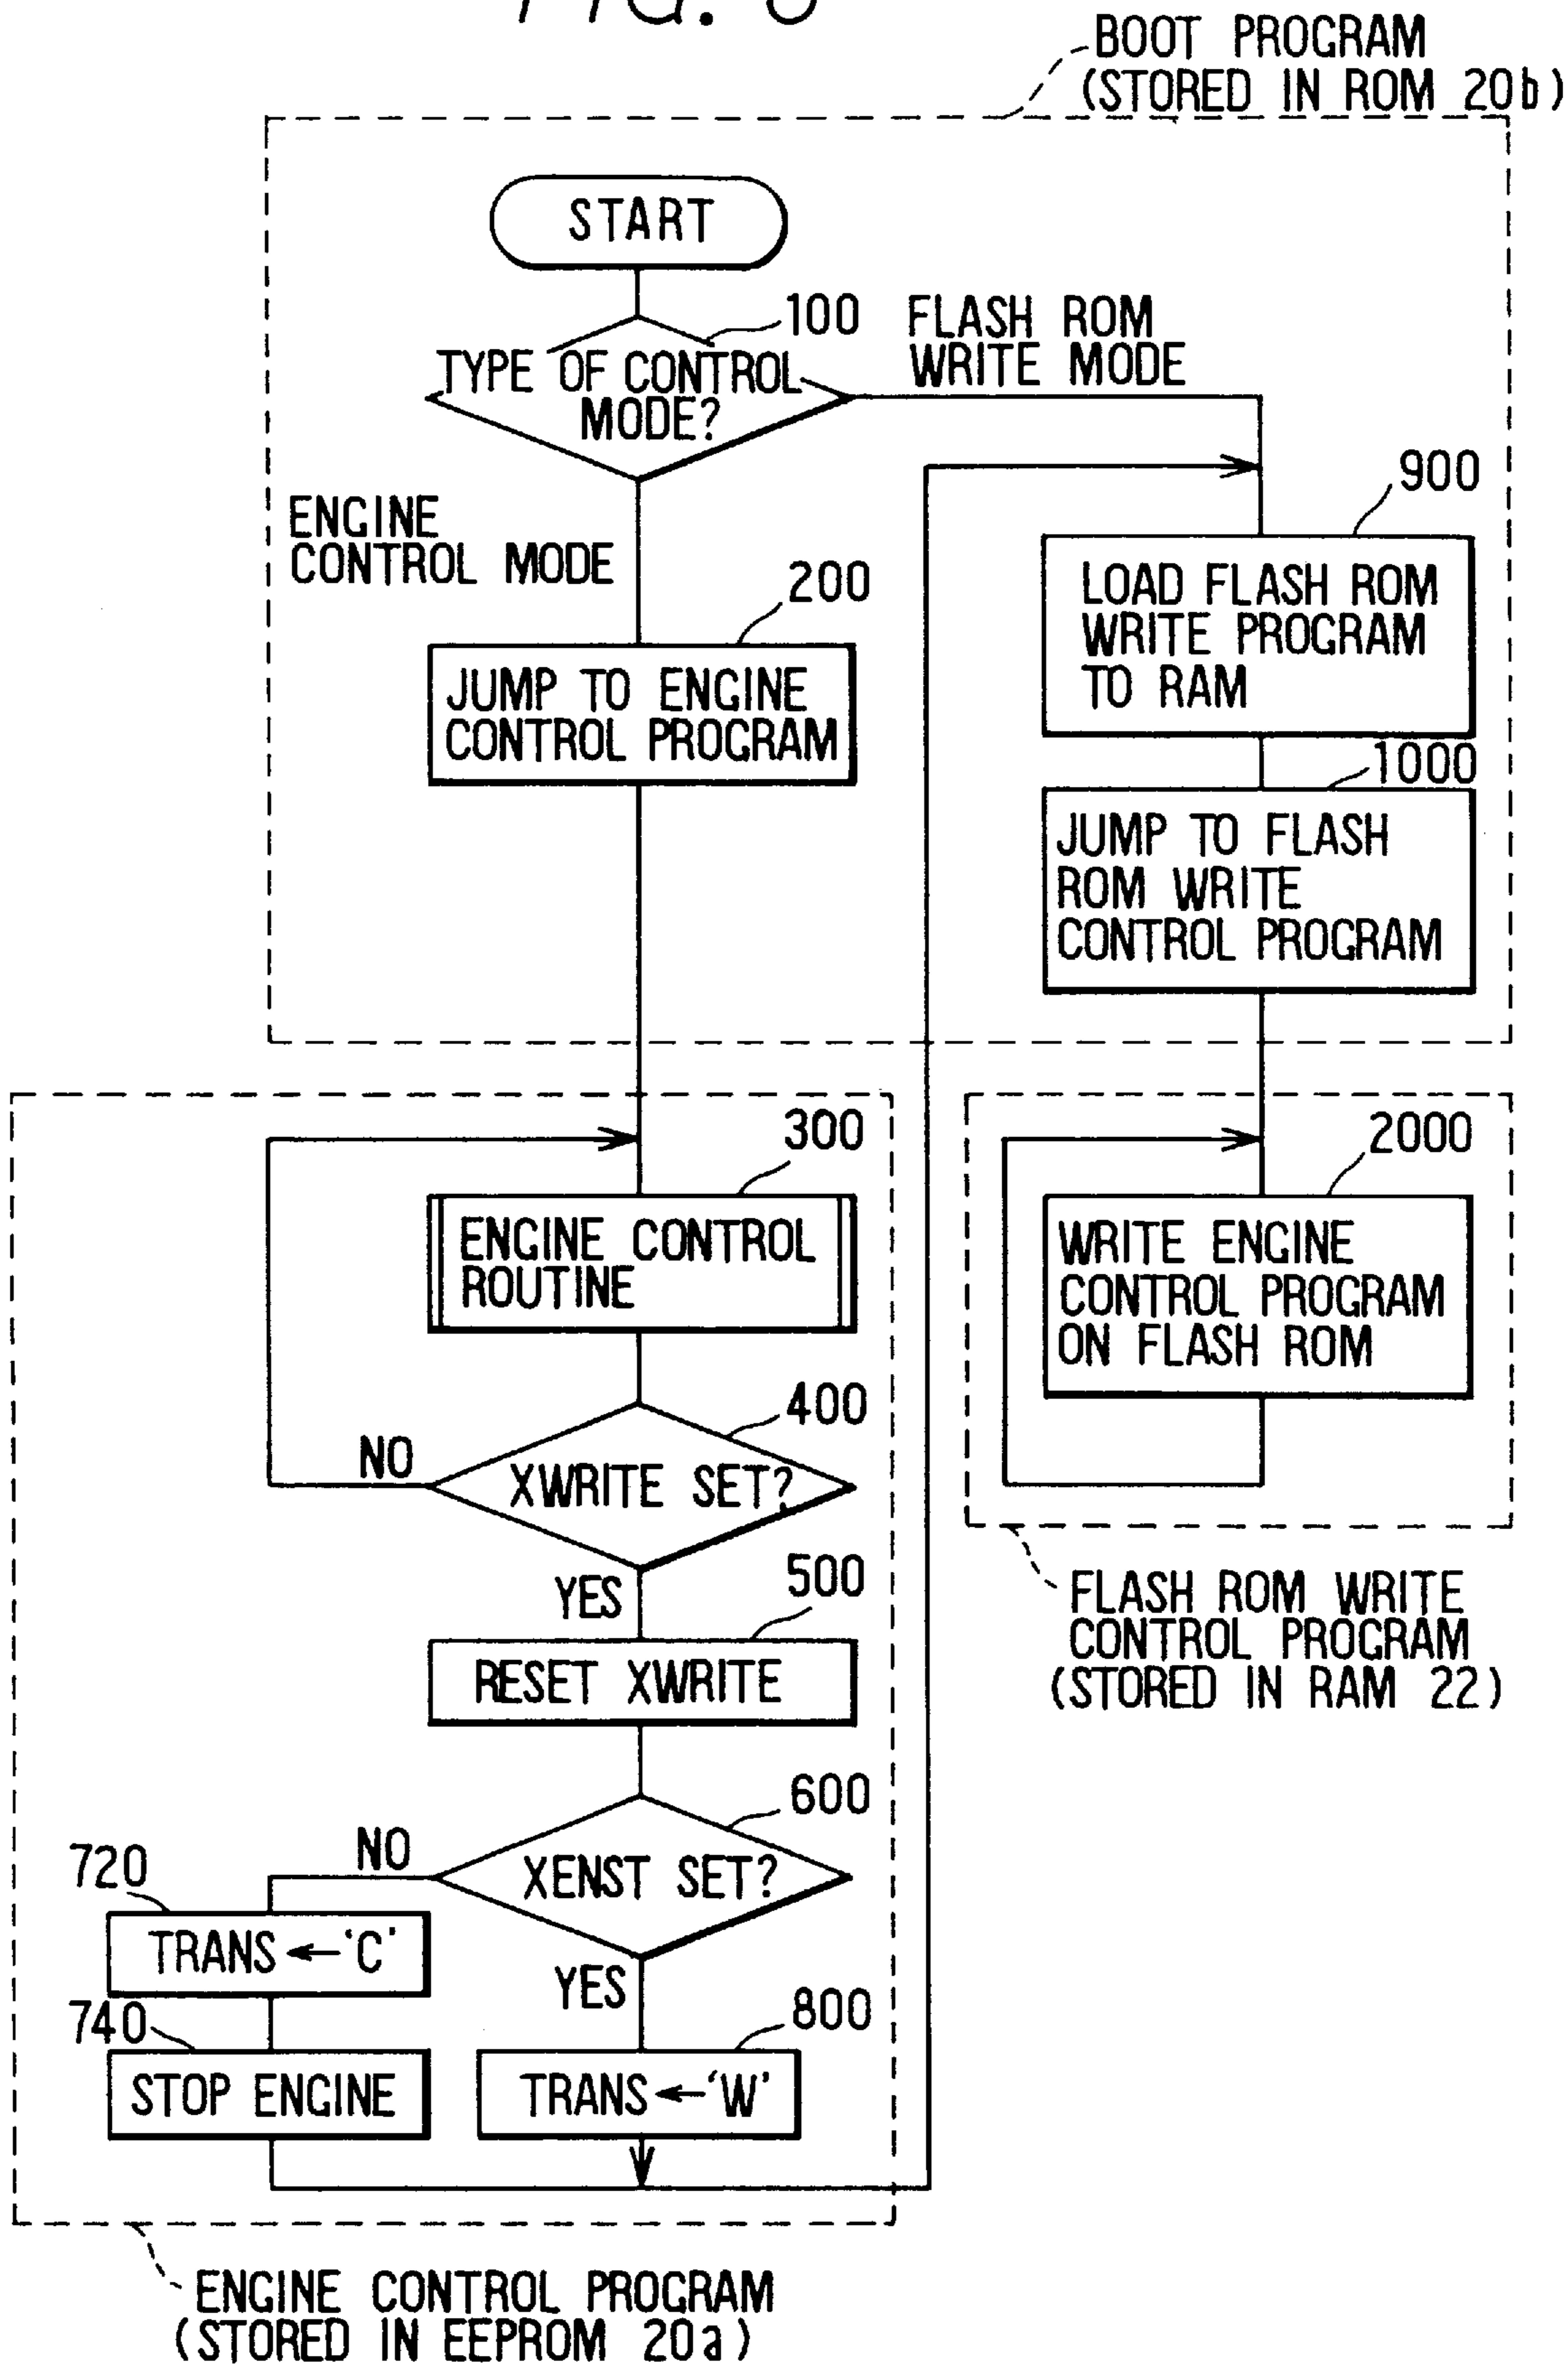 FIG.
BOOT PROGRAM
(STORED IN ROM 20b)
START
100
TYPE OF CONTROL
MODE?
FLASH ROM
WRITE MODE
ENGINE
CONTROL MODE
900
LOAD FLASH ROM
WRITE PROGRAM
TO RAM
200
JUMP TO ENGINE
CONTROL PROGRAM
1000
JUMP TO FLASH
ROM WRITE
CONTROL PROGRAM
300
ENGINE CONTROL
ROUTINE
2000
WRITE ENGINE
CONTROL PROGRAM
ON FLASH ROM
400
NO
XWRITE SET?
YES
500
RESET XWRITE
FLASH ROM WRITE
CONTROL PROGRAM
(STORED IN RAM 22)
600
NO
XENST SET?
720
TRANS ← 'C'
YES
740
STOP ENGINE
800
TRANS ← 'W'
ENGINE CONTROL PROGRAM
(STORED IN EEPROM 20a)